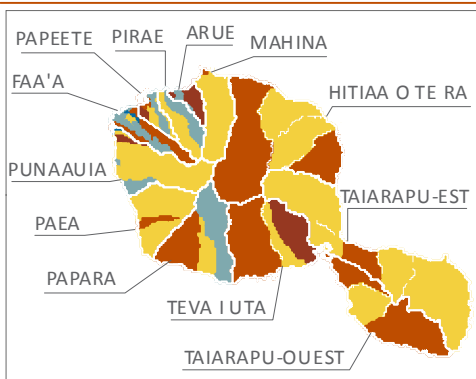 PAPEETE
PIRAE
ARUE
MAHINA
FAA'A
HITIAA O TE RA
PUNAAUIA
TAIARAPU-EST
PAEA
PAPARA
TEVA I UTA
TAIARAPU-OUEST